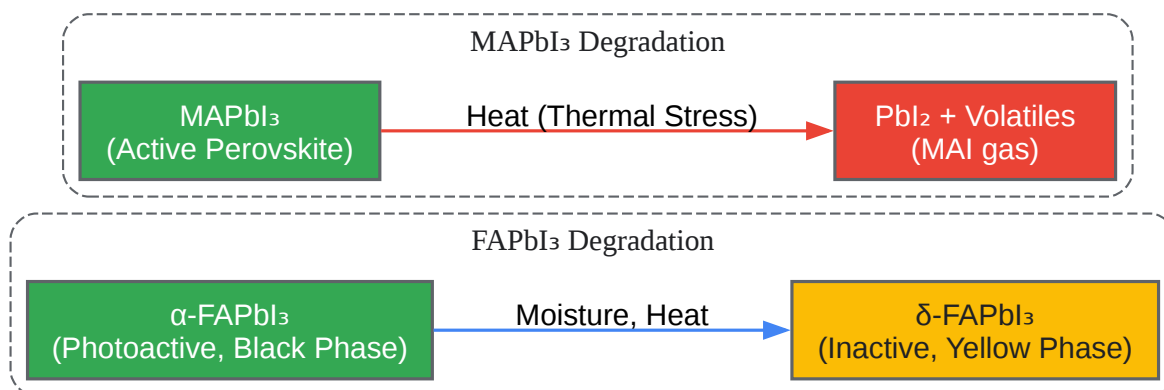 MAPbI₃ Degradation
MAPbI₃
(Active Perovskite)
Heat (Thermal Stress)
PbI₂ + Volatiles
(MAI gas)
FAPbI₃ Degradation
α-FAPbI₃
(Photoactive, Black Phase)
Moisture, Heat
δ-FAPbI₃
(Inactive, Yellow Phase)